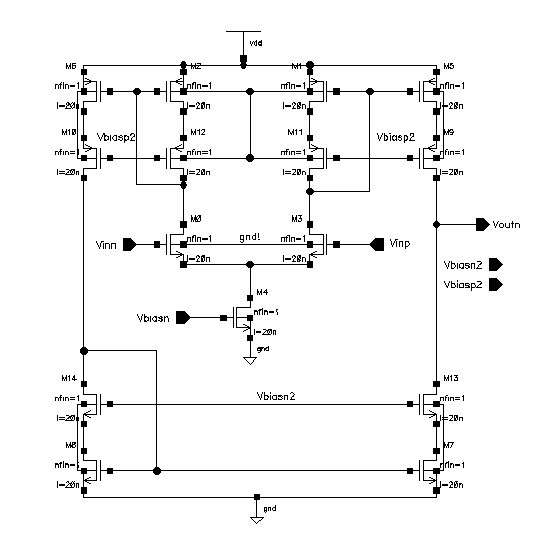 vdd
M6 M2 M1 M5
nfin=1 nfin=1 nfin=1 nfin=1
l=20n l=20n l=20n l=20n
M10 Vbiasp2 M12 M11 Vbiasp2 M9
nfin=1 nfin=1 nfin=1 nfin=1
l=20n l=20n l=20n l=20n
M0 M3
Voutn
Vinn nfin=1 gnd! nfin=1 Vinp
l=20n l=20n
Vbiasn2
Vbiasp2
M4
Vbiasn nfin=1
l=20n
gnd
M14 M13
nfin=1 Vbiasn2 nfin=1
l=20n l=20n
M8 M7
nfin=1 nfin=1
l=20n l=20n
gnd